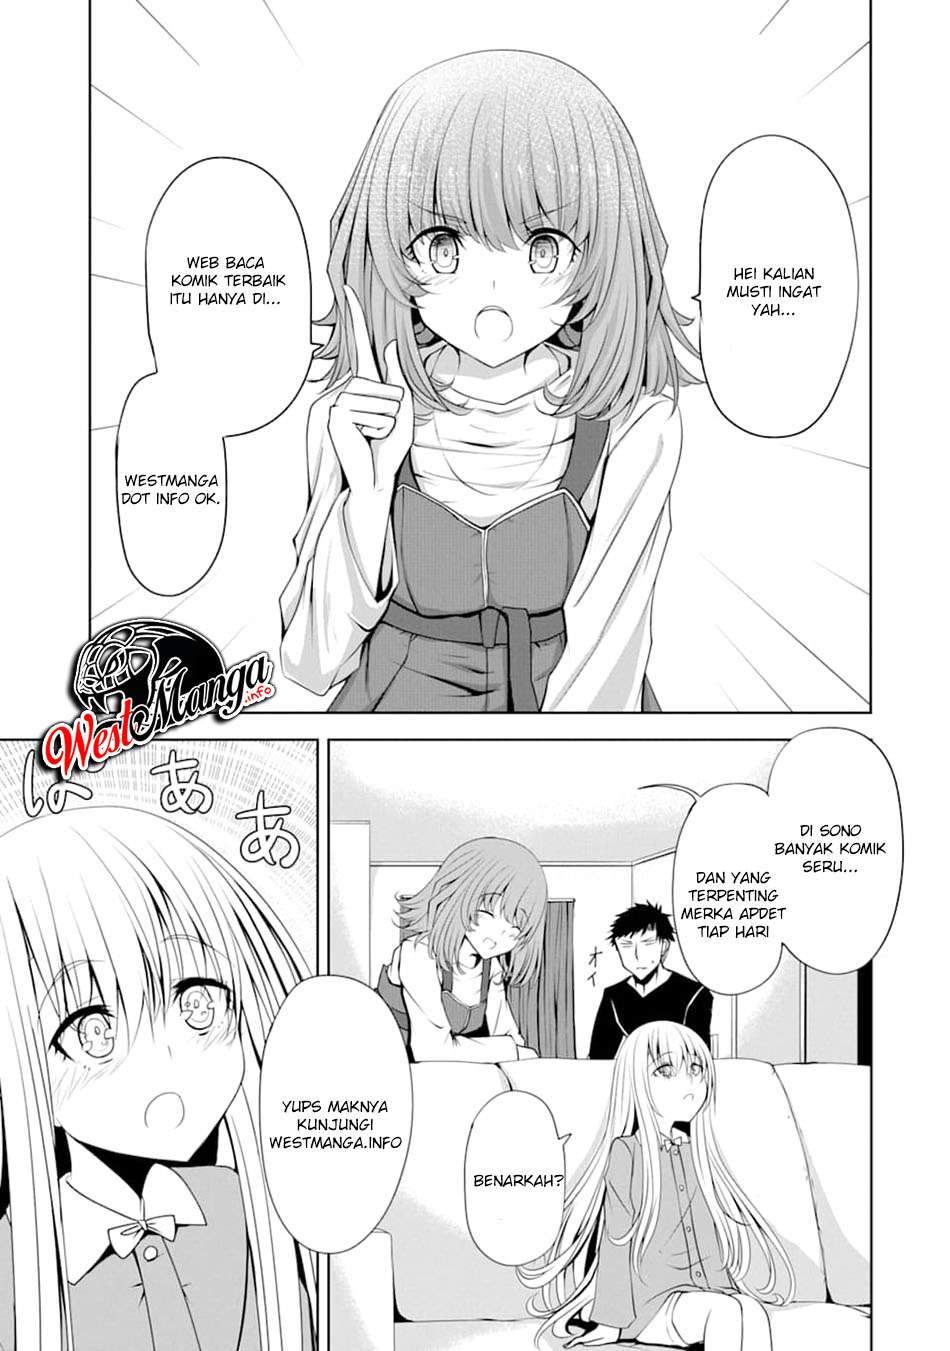 HEI KALIAN
MUSTI INGAT
YAH...
WEB BACA
KOMIK TERBAIK
ITU HANYA DI...
WESTMANGA
DOT INFO OK.
WestManga
.info
DI SONO
BANYAK KOMIK
SERU...
DAN YANG
TERPENTING
MERKA APDET
TIAP HARI
オイ
BENARKAH?
ぱぁぁ
YUPS MAKNYA
KUNJUNGI
WESTMANGA.INFO